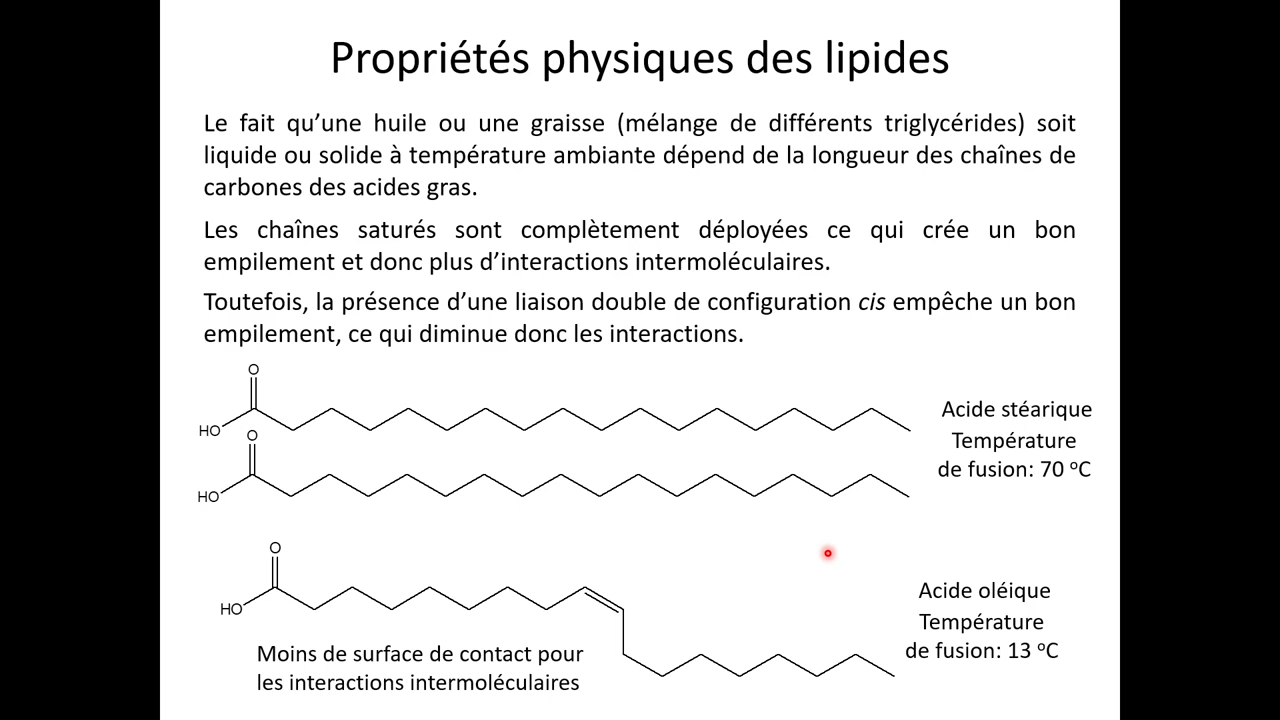 Propriétés physiques des lipides
Le fait qu’une huile ou une graisse (mélange de différents triglycérides) soit
liquide ou solide à température ambiante dépend de la longueur des chaînes de
carbones des acides gras.
Les chaînes saturés sont complètement déployées ce qui crée un bon
empilement et donc plus d’interactions intermoléculaires.
Toutefois, la présence d’une liaison double de configuration cis empêche un bon
empilement, ce qui diminue donc les interactions.
O
HO
Acide stéarique
Température
de fusion: 70 °C
O
HO
O
HO
Acide oléique
Température
de fusion: 13 °C
Moins de surface de contact pour
les interactions intermoléculaires